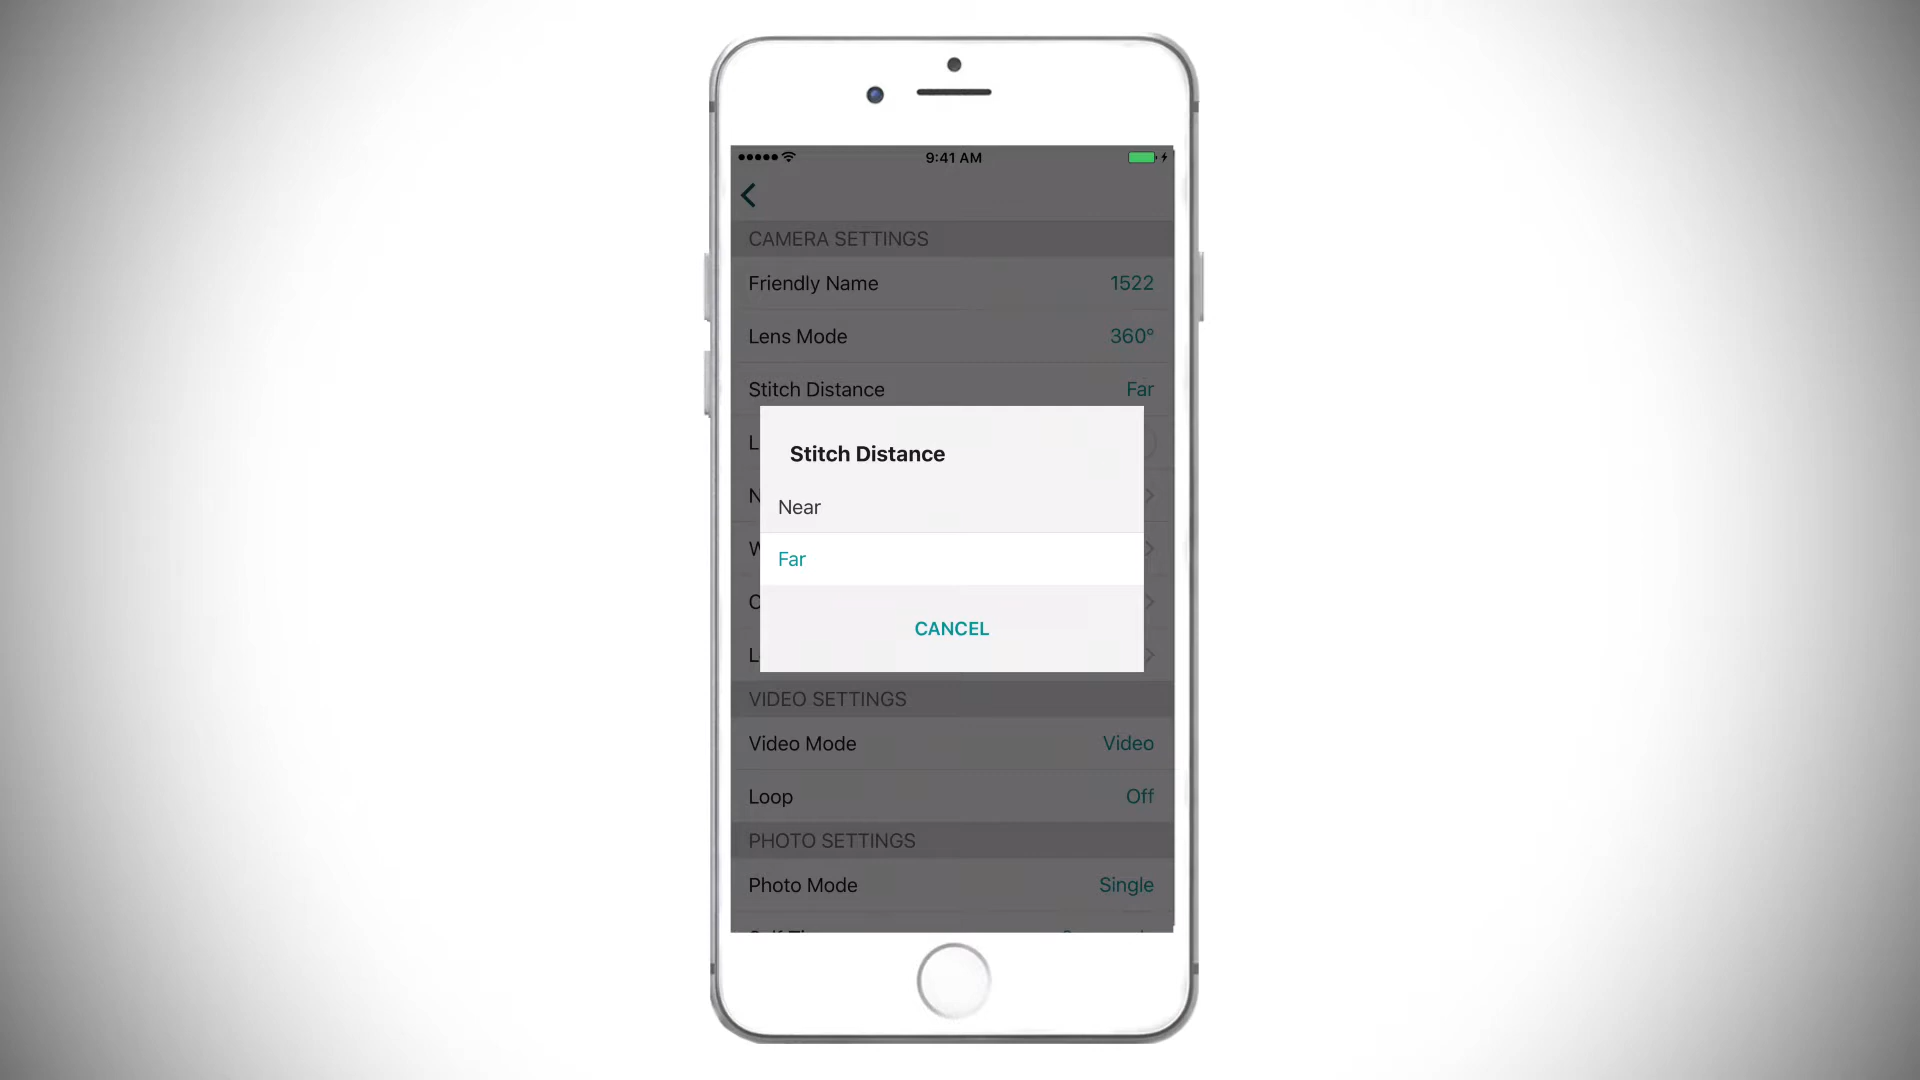 9:41 AM
CAMERA SETTINGS
Friendly Name 1522
Lens Mode 360°
Stitch Distance Far
Stitch Distance
Near
Far
CANCEL
VIDEO SETTINGS
Video Mode Video
Loop Off
PHOTO SETTINGS
Photo Mode Single